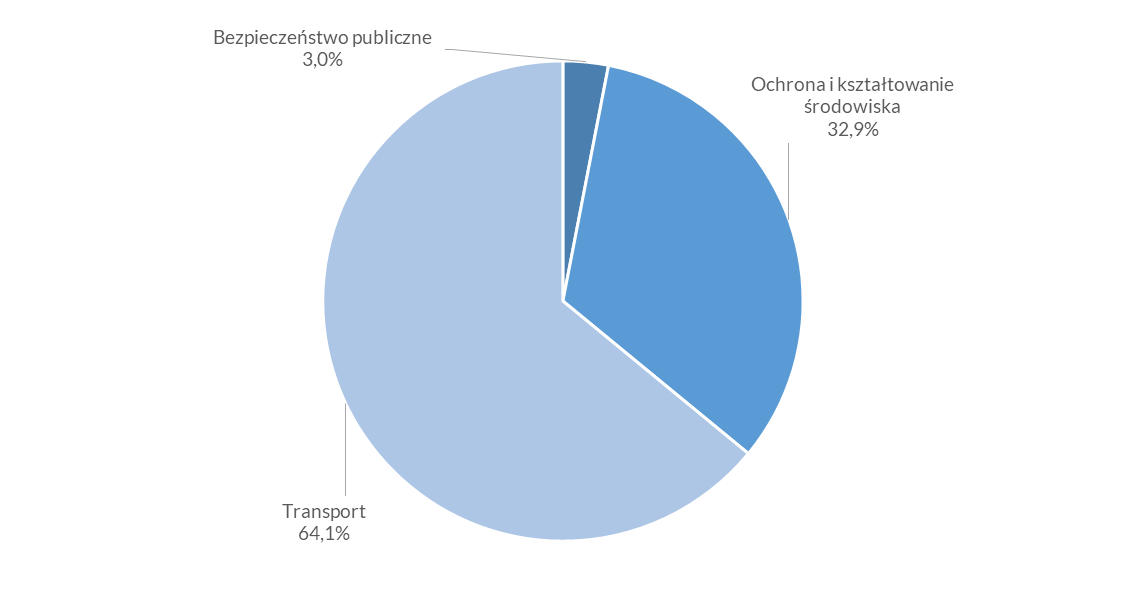 Bezpieczeństwo publiczne
3,0%
Ochrona i kształtowanie
środowiska
32,9%
Transport
64,1%